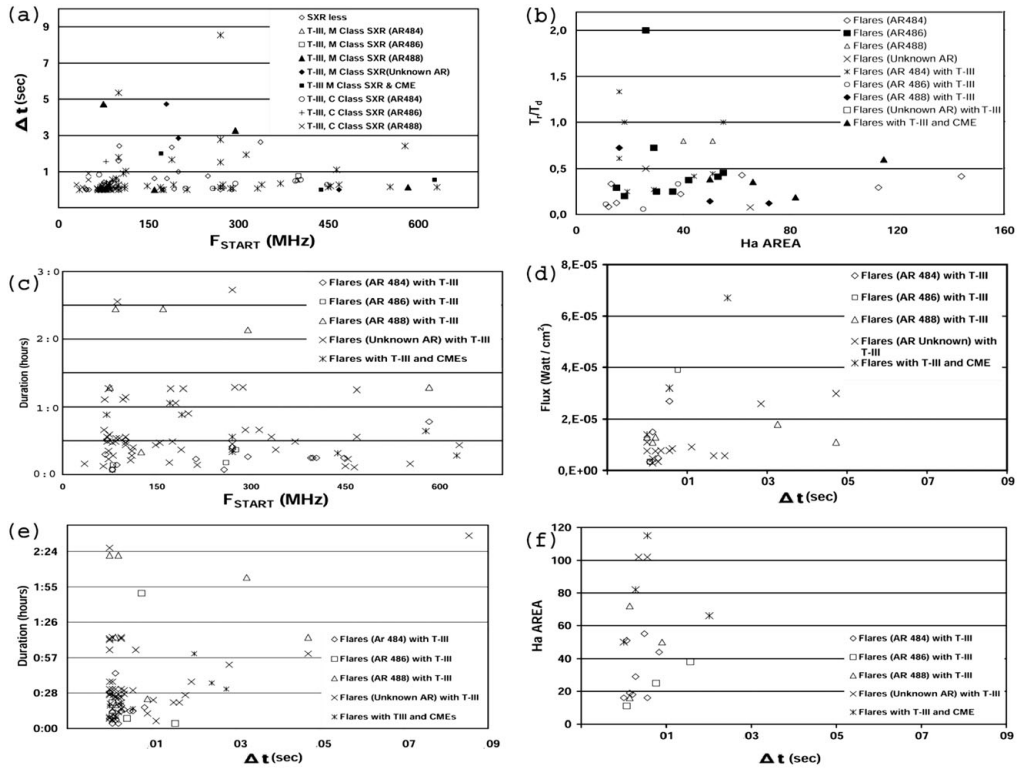 (a)
SXR less
T-III, M Class SXR (AR484)
T-III, M Class SXR (AR486)
T-III, M Class SXR (AR488)
T-III, M Class SXR(Unknown AR)
T-III M Class SXR & CME
T-III, C Class SXR (AR484)
T-III, C Class SXR (AR486)
T-III, C Class SXR (AR488)
Δt (sec)
9
7
5
3
1
0 150 300 450 600
F_START (MHz)
(b)
Flares (AR484)
Flares (AR486)
Flares (AR488)
Flares (Unknown AR)
Flares (AR 484) with T-III
Flares (AR 486) with T-III
Flares (AR 488) with T-III
Flares (Unknown AR) with T-III
Flares with T-III and CME
T_r/T_d
2,0
1,5
1,0
0,5
0,0
0 40 80 120 160
Ha AREA
(c)
Flares (AR 484) with T-III
Flares (AR 486) with T-III
Flares (AR 488) with T-III
Flares (Unknown AR) with T-III
Flares with T-III and CMEs
Duration (hours)
3:0
2:0
1:0
0:0
0 150 300 450 600
F_START (MHz)
(d)
Flares (AR 484) with T-III
Flares (AR 486) with T-III
Flares (AR 488) with T-III
Flares (AR Unknown) with
T-III
Flares with T-III and CME
Flux (Watt / cm²)
8,E-05
6,E-05
4,E-05
2,E-05
0,E+00
01 03 05 07 09
Δt (sec)
(e)
Flares (Ar 484) with T-III
Flares (AR 486) with T-III
Flares (AR 488) with T-III
Flares (Unknown AR) with T-III
Flares with TIII and CMEs
Duration (hours)
2:24
1:55
1:26
0:57
0:28
0:00
01 03 05 07 09
Δt (sec)
(f)
Flares (AR 484) with T-III
Flares (AR 486) with T-III
Flares (AR 488) with T-III
Flares (Unknown AR) with T-III
Flares with T-III and CME
Ha AREA
120
100
80
60
40
20
0
01 03 05 07 09
Δt (sec)